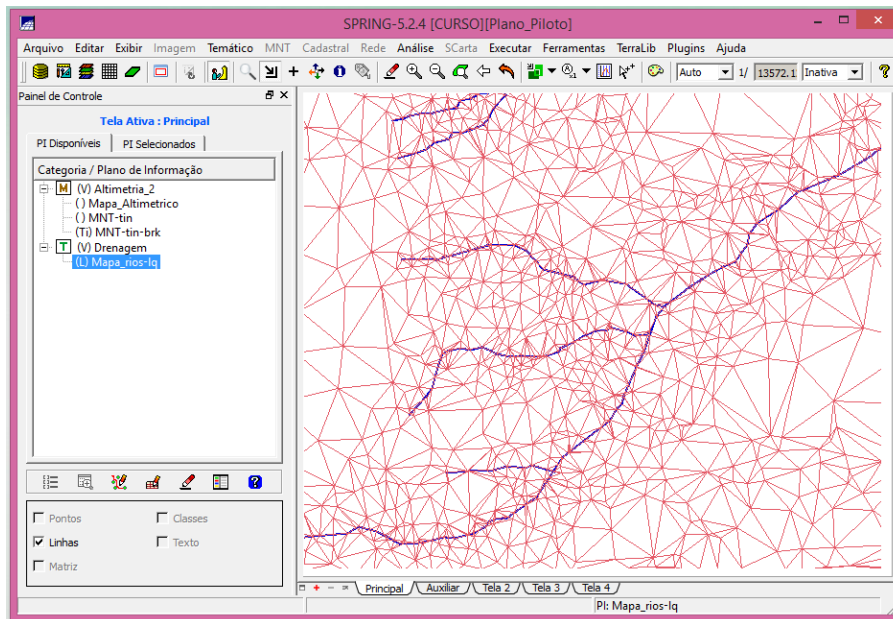 SPRING-5.2.4 [CURSO][Plano_Piloto]
Arquivo Editar Exibir Imagem Temático MNT Cadastral Rede Análise SCarta Executar Ferramentas TerraLib Plugins Ajuda
Auto 1/ 13572.1 Inativa
Painel de Controle
Tela Ativa : Principal
PI Disponíveis PI Selecionados
Categoria / Plano de Informação
M (V) Altimetria_2
( ) Mapa_Altimetrico
( ) MNT-tin
(Ti) MNT-tin-brk
T (V) Drenagem
(L) Mapa_rios-lq
Pontos Classes
Linhas Texto
Matriz
Principal Auxiliar Tela 2 Tela 3 Tela 4
PI: Mapa_rios-lq